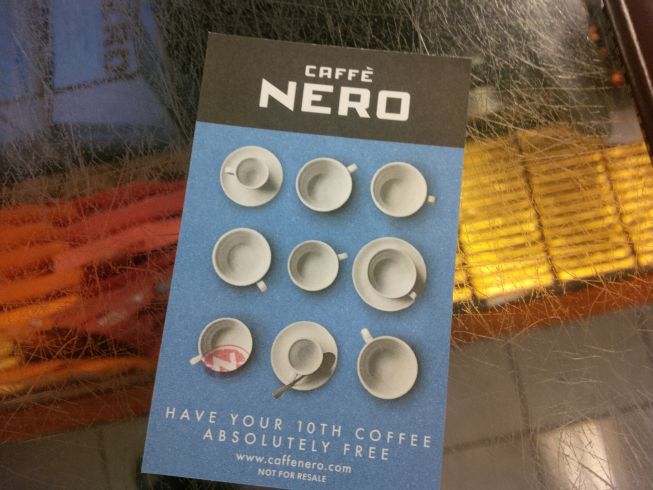 CAFFÈ
NERO
N
HAVE YOUR 10TH COFFEE
ABSOLUTELY FREE
www.caffenero.com
NOT FOR RESALE